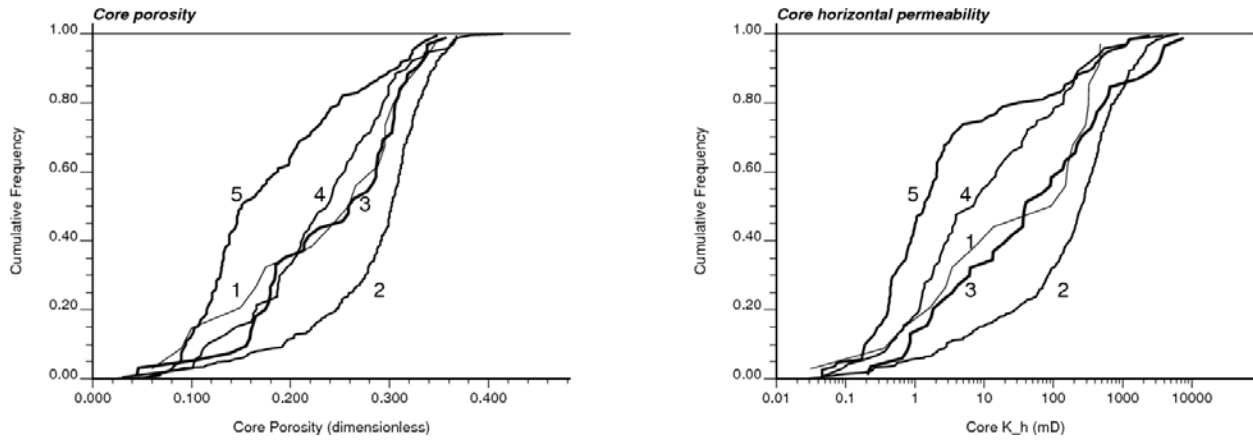 Core porosity
1.00
0.80
0.60
0.40
0.20
0.00
Cumulative Frequency
5
4
3
1
2
0.000 0.100 0.200 0.300 0.400
Core Porosity (dimensionless)
Core horizontal permeability
1.00
0.80
0.60
0.40
0.20
0.00
Cumulative Frequency
5
4
1
3
2
0.01 0.1 1 10 100 1000 10000
Core K_h (mD)